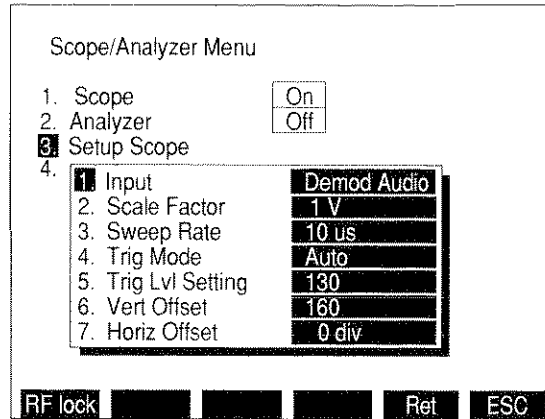 Scope/Analyzer Menu
1. Scope On
2. Analyzer Off
3. Setup Scope
4.
1. Input Demod Audio
2. Scale Factor 1 V
3. Sweep Rate 10 us
4. Trig Mode Auto
5. Trig Lvl Setting 130
6. Vert Offset 160
7. Horiz Offset 0 div
RF lock Ret ESC